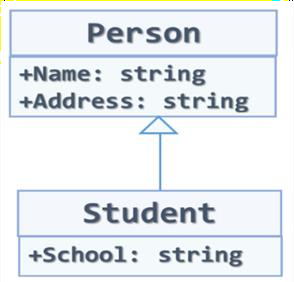 Person
+Name: string
+Address: string
Student
+School: string